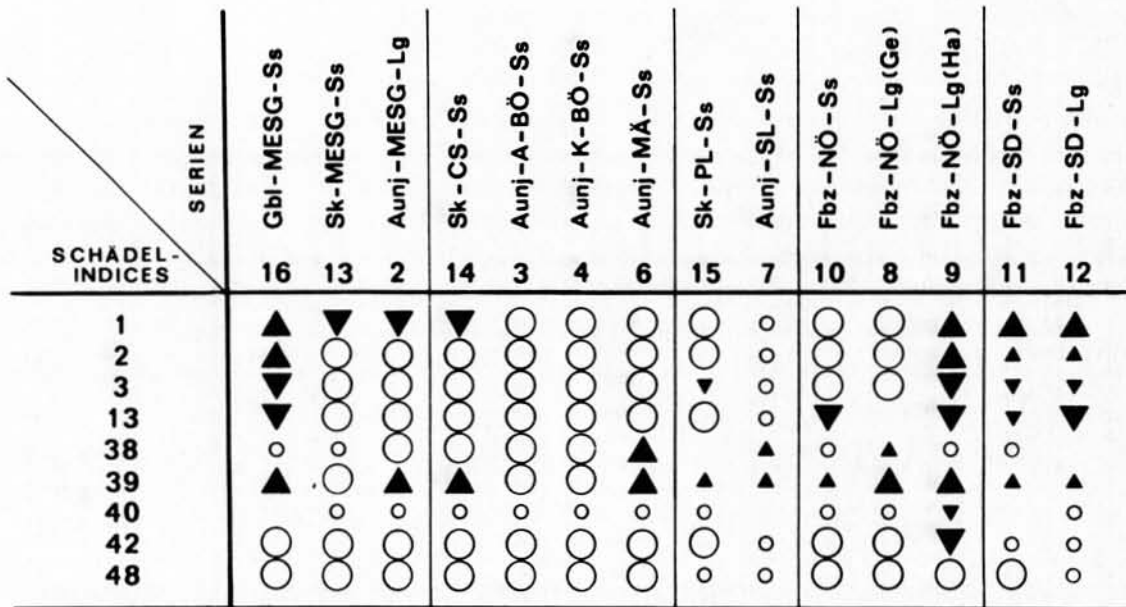 SERIEN
Gbl-MESG-Ss
Sk-MESG-Ss
Aunj-MESG-Lg
Sk-CS-Ss
Aunj-A-BÖ-Ss
Aunj-K-BÖ-Ss
Aunj-MÄ-Ss
Sk-PL-Ss
Aunj-SL-Ss
Fbz-NÖ-Ss
Fbz-NÖ-Lg(Ge)
Fbz-NÖ-Lg(Ha)
Fbz-SD-Ss
Fbz-SD-Lg
SCHÄDEL-
INDICES
16 13 2 14 3 4 6 15 7 10 8 9 11 12
1
2
3
13
38
39
40
42
48